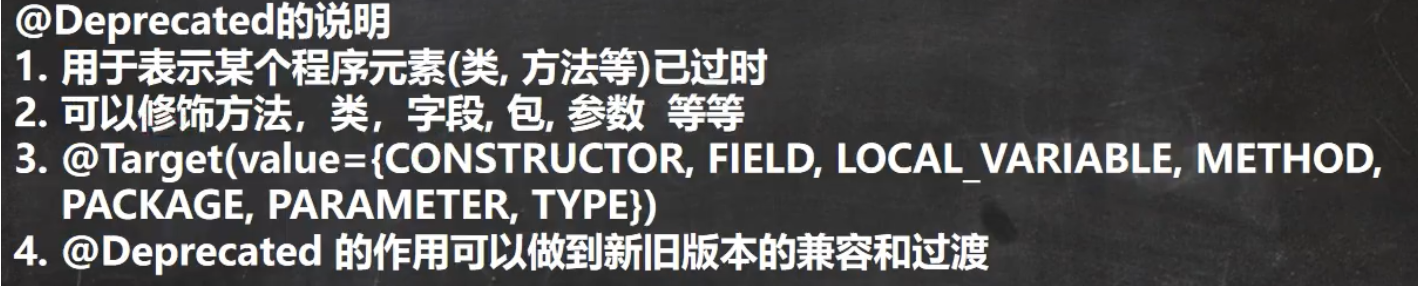 @Deprecated的说明
1. 用于表示某个程序元素(类, 方法等)已过时
2. 可以修饰方法，类，字段, 包, 参数 等等
3. @Target(value={CONSTRUCTOR, FIELD, LOCAL_VARIABLE, METHOD,
PACKAGE, PARAMETER, TYPE})
4. @Deprecated 的作用可以做到新旧版本的兼容和过渡